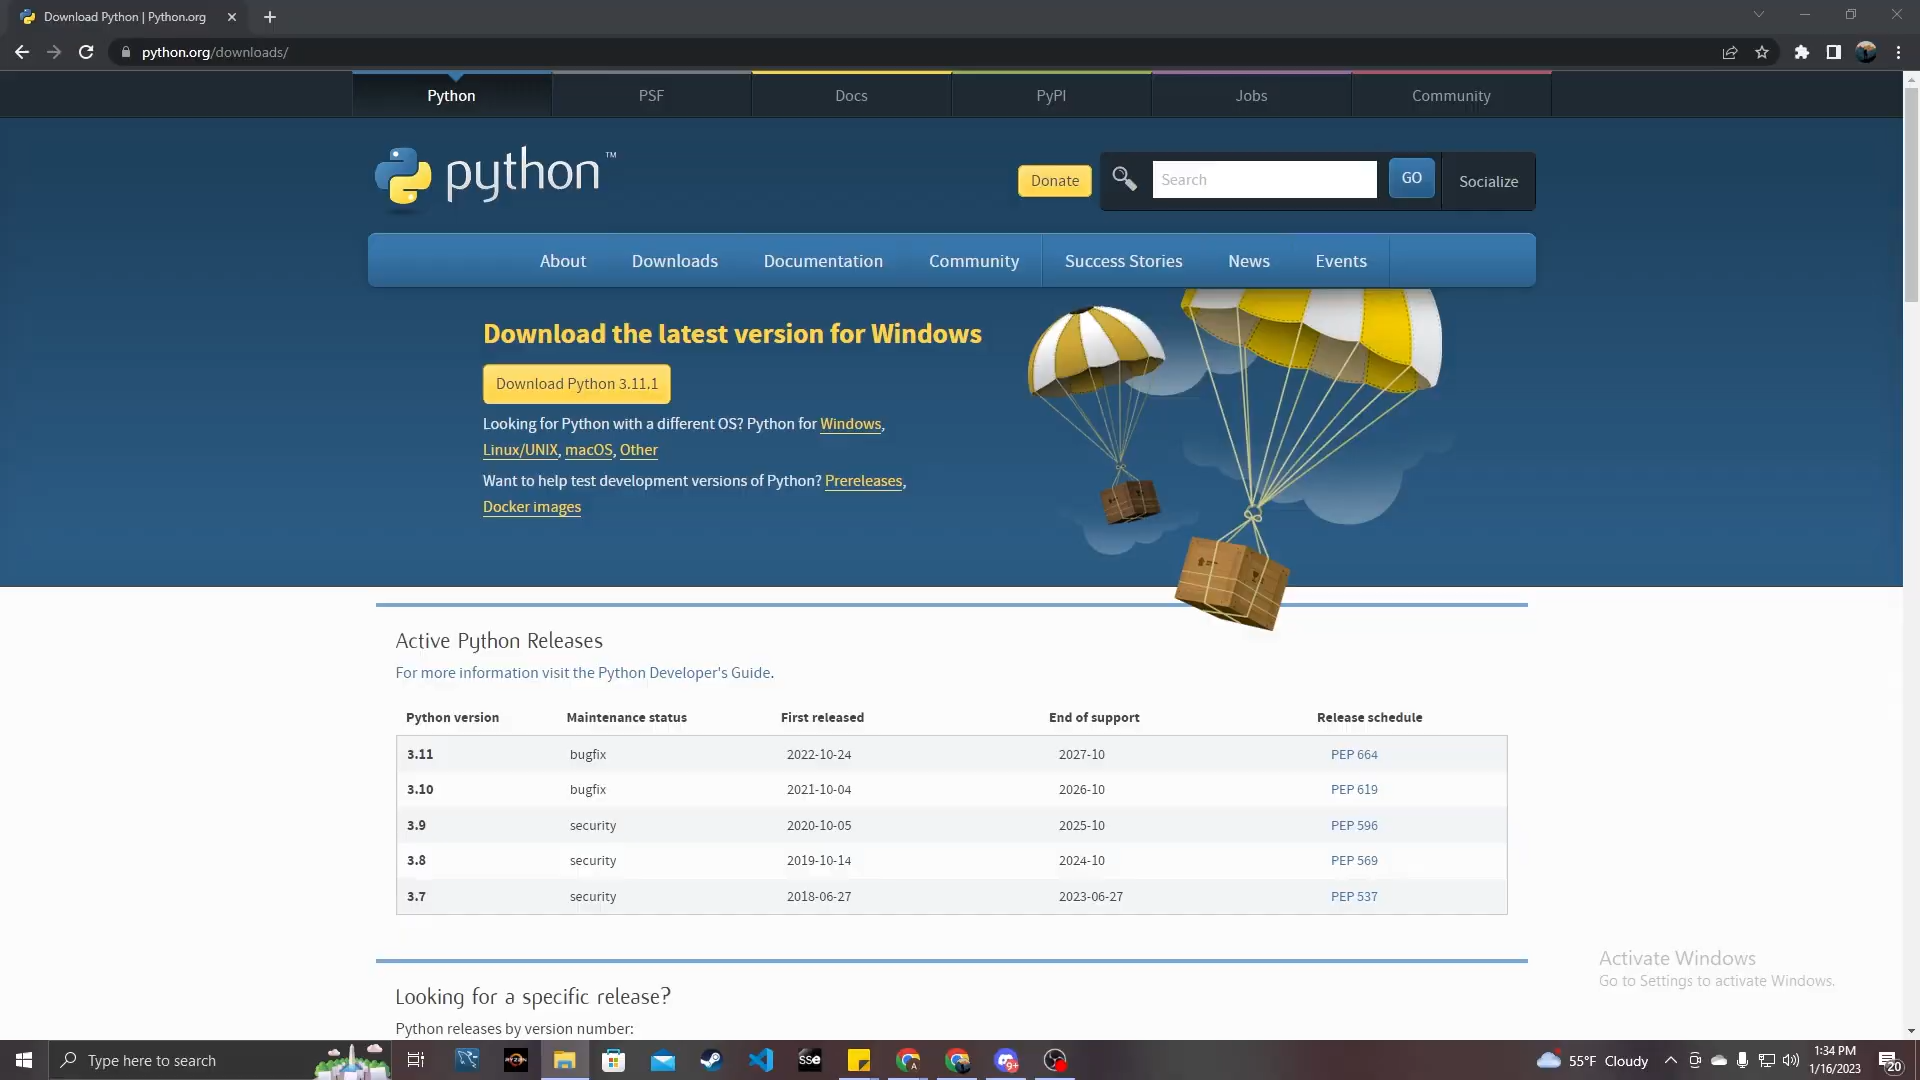 Download Python | Python.org
python.org/downloads/
Python PSF Docs PyPI Jobs Community
python™
Donate Search GO Socialize
About Downloads Documentation Community Success Stories News Events
Download the latest version for Windows
Download Python 3.11.1
Looking for Python with a different OS? Python for Windows,
Linux/UNIX, macOS, Other
Want to help test development versions of Python? Prereleases,
Docker images
Active Python Releases
For more information visit the Python Developer's Guide.
Python version Maintenance status First released End of support Release schedule
3.11 bugfix 2022-10-24 2027-10 PEP 664
3.10 bugfix 2021-10-04 2026-10 PEP 619
3.9 security 2020-10-05 2025-10 PEP 596
3.8 security 2019-10-14 2024-10 PEP 569
3.7 security 2018-06-27 2023-06-27 PEP 537
Activate Windows
Go to Settings to activate Windows.
Looking for a specific release?
Python releases by version number:
Type here to search
RYZEN
SSE
A
9+
55°F Cloudy
1:34 PM
1/16/2023
20